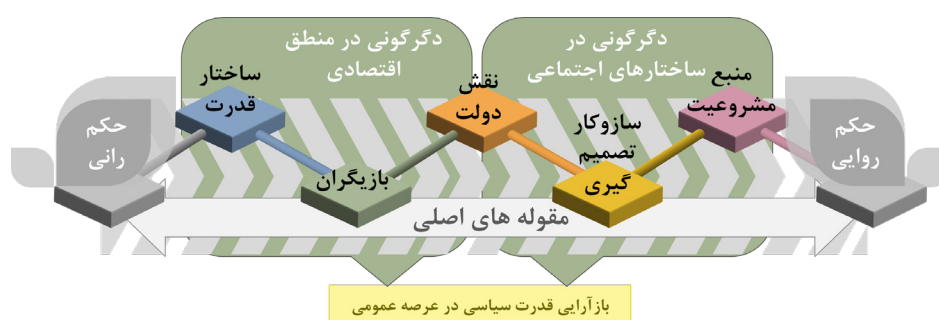 دگرگونی در
ساختارهای اجتماعی
دگرگونی در منطق
اقتصادی
حکم
روایی
منبع
مشروعیت
سازوکار
تصمیم
گیری
نقش
دولت
بازیگران
ساختار
قدرت
حکم
رانی
مقوله های اصلی
بازآرایی قدرت سیاسی در عرصه عمومی